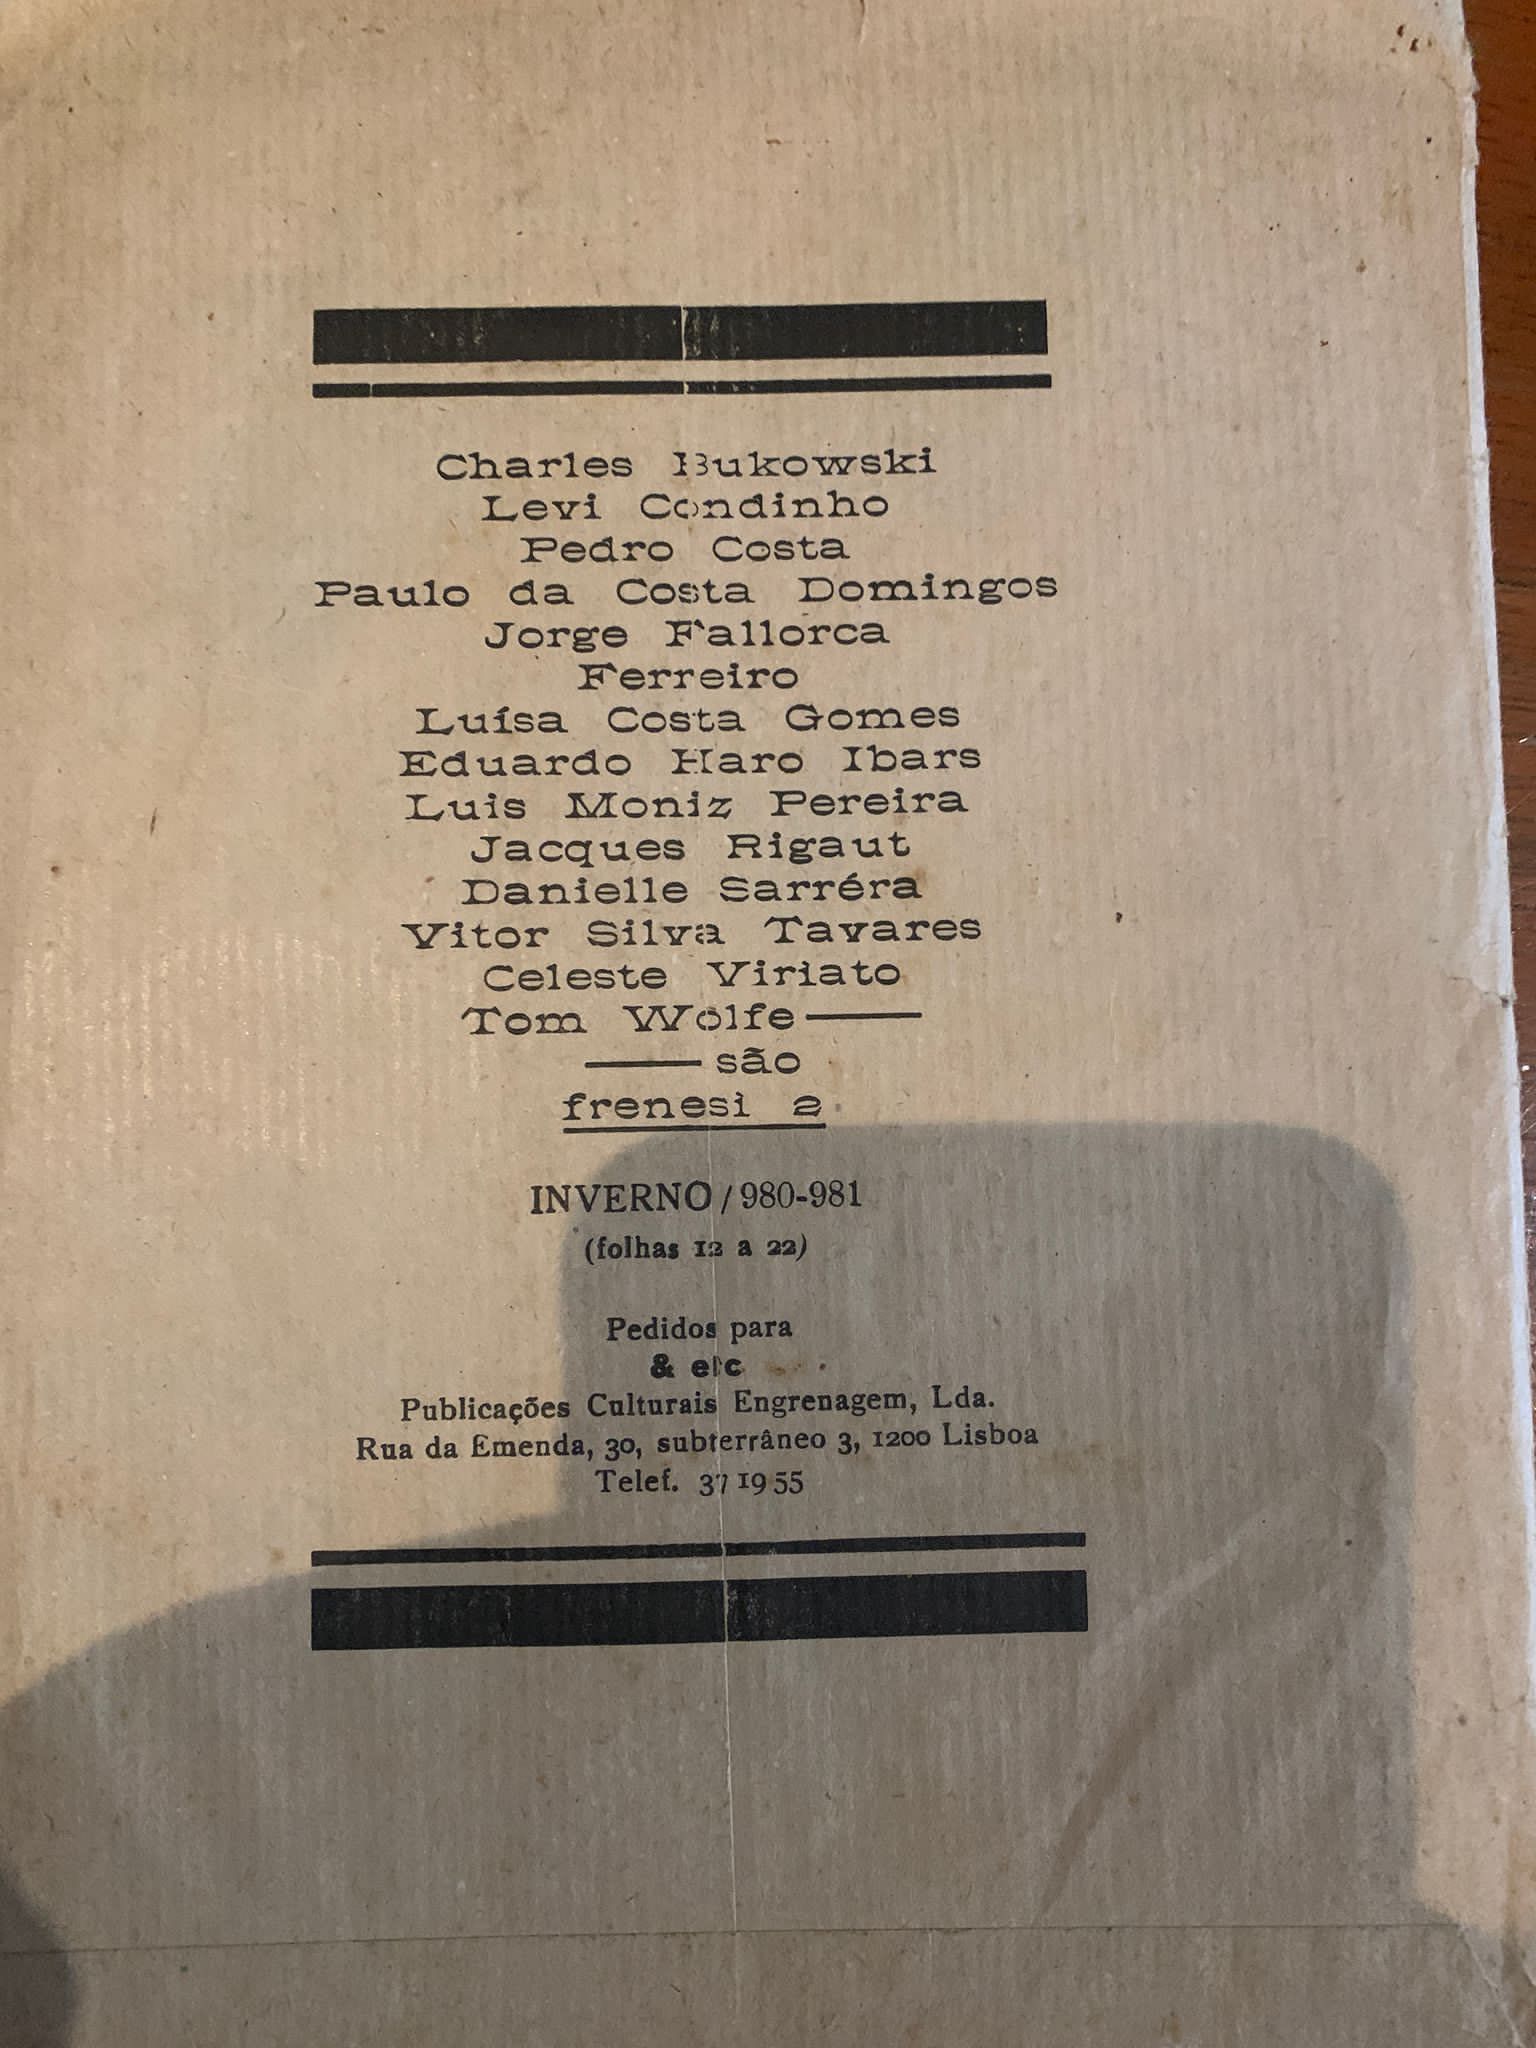 Charles Bukowski
Levi Condinho
Pedro Costa
Paulo da Costa Domingos
Jorge Fallorca
Ferreiro
Luísa Costa Gomes
Eduardo Haro Ibars
Luis Moniz Pereira
Jacques Rigaut
Danielle Sarréra
Vitor Silva Tavares
Celeste Viriato
Tom Wolfe ——
—— são
frenesi 2
INVERNO / 980-981
(folhas 12 a 22)
Pedidos para
& etc
Publicações Culturais Engrenagem, Lda.
Rua da Emenda, 30, subterrâneo 3, 1200 Lisboa
Telef. 37 19 55